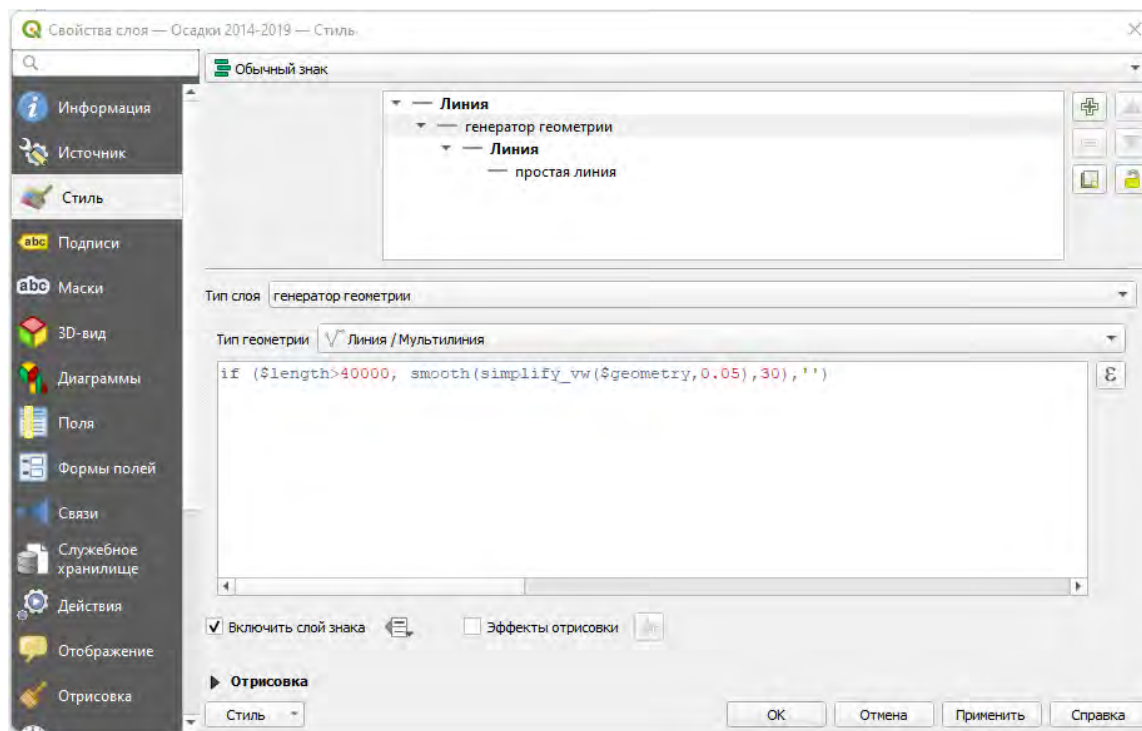 Свойства слоя — Осадки 2014-2019 — Стиль
Обычный знак
Информация
Источник
Стиль
abc Подписи
abc Маски
3D-вид
Диаграммы
Поля
Формы полей
Связи
Служебное
хранилище
Действия
Отображение
Отрисовка
Линия
генератор геометрии
Линия
простая линия
Тип слоя генератор геометрии
Тип геометрии Линия / Мультилиния
if ($length>40000, smooth(simplify_vw($geometry,0.05),30),'')
ε
Включить слой знака Эффекты отрисовки
Отрисовка
Стиль ОК Отмена Применить Справка